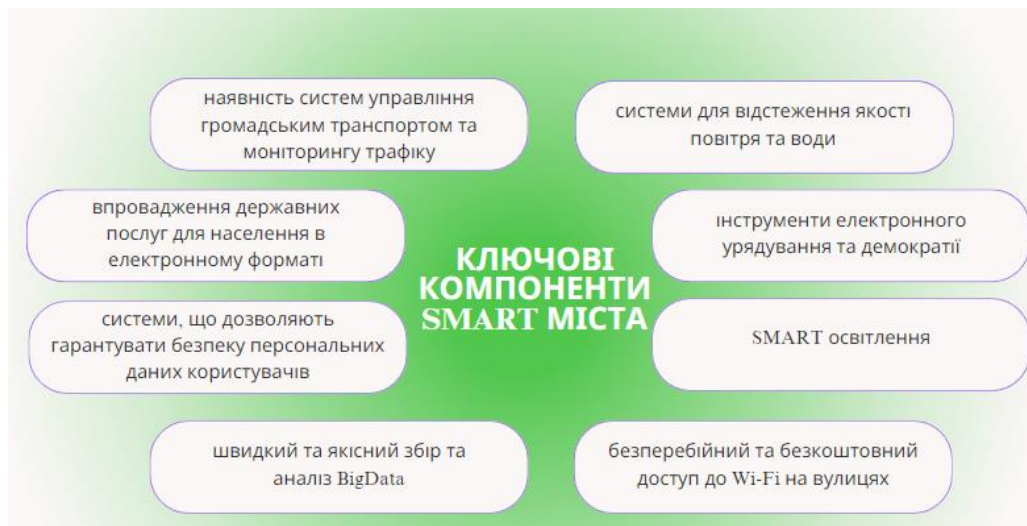 наявність систем управління
громадським транспортом та
моніторингу трафіку
системи для відстеження якості
повітря та води
впровадження державних
послуг для населення в
електронному форматі
інструменти електронного
урядування та демократії
КЛЮЧОВІ
КОМПОНЕНТИ
SMART МІСТА
системи, що дозволяють
гарантувати безпеку персональних
даних користувачів
SMART освітлення
швидкий та якісний збір та
аналіз BigData
безперебійний та безкоштовний
доступ до Wi-Fi на вулицях